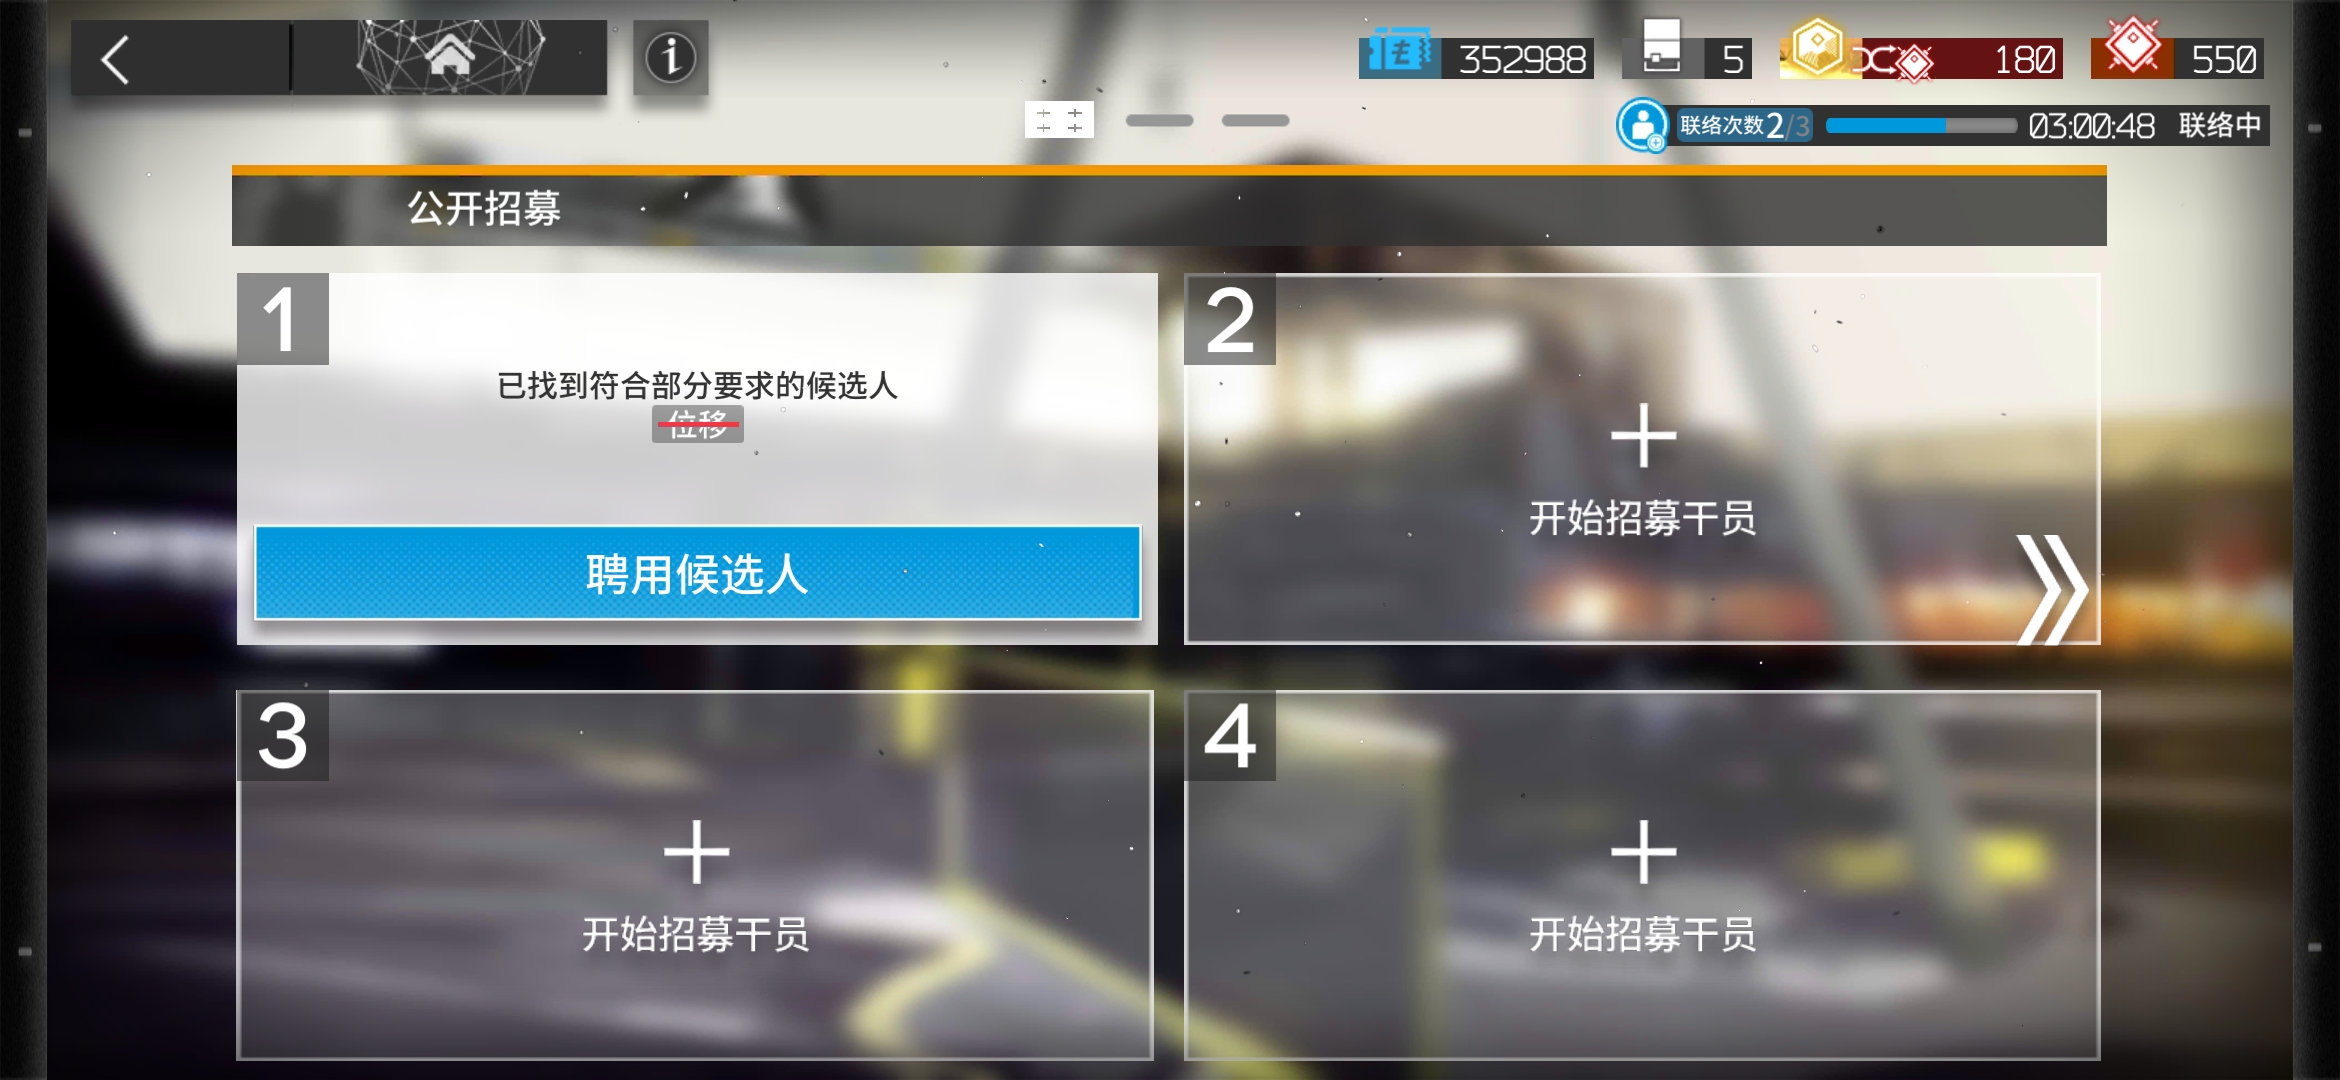 352988
5
180
550
联络次数2/3
03:00:48 联络中
公开招募
1
已找到符合部分要求的候选人
位移
聘用候选人
2
开始招募干员
3
开始招募干员
4
开始招募干员